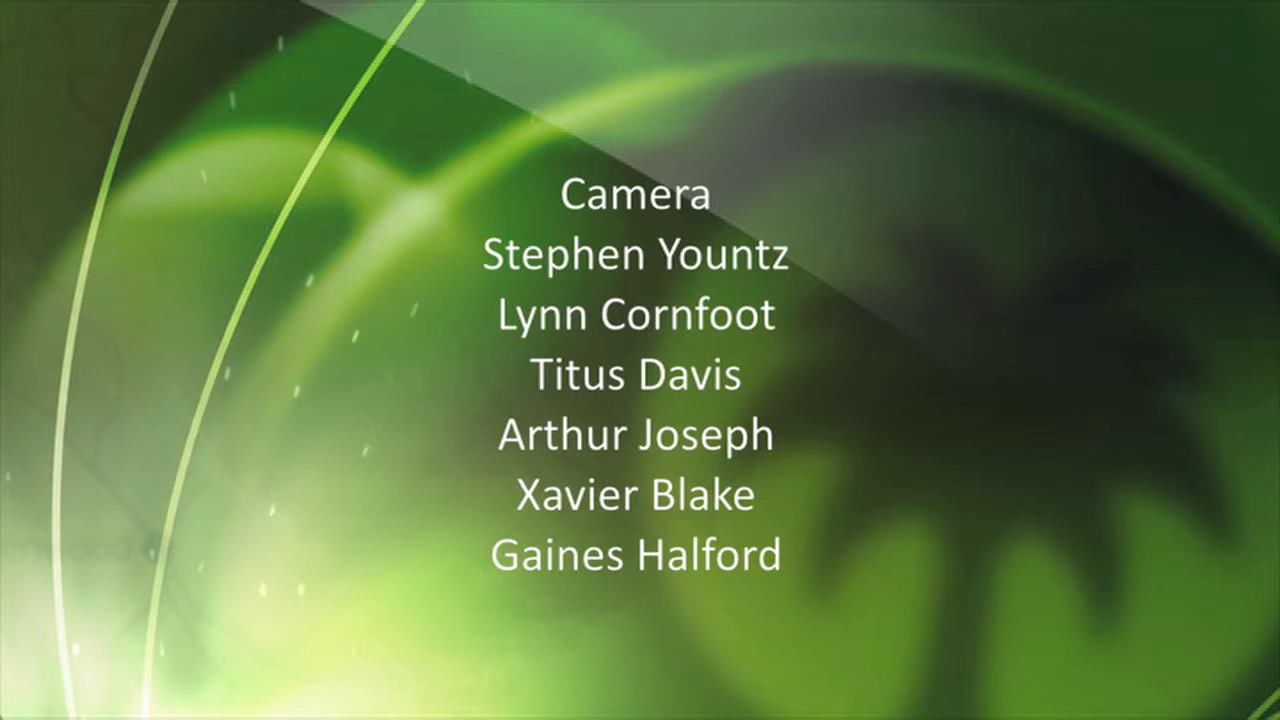 Camera
Stephen Yountz
Lynn Cornfoot
Titus Davis
Arthur Joseph
Xavier Blake
Gaines Halford